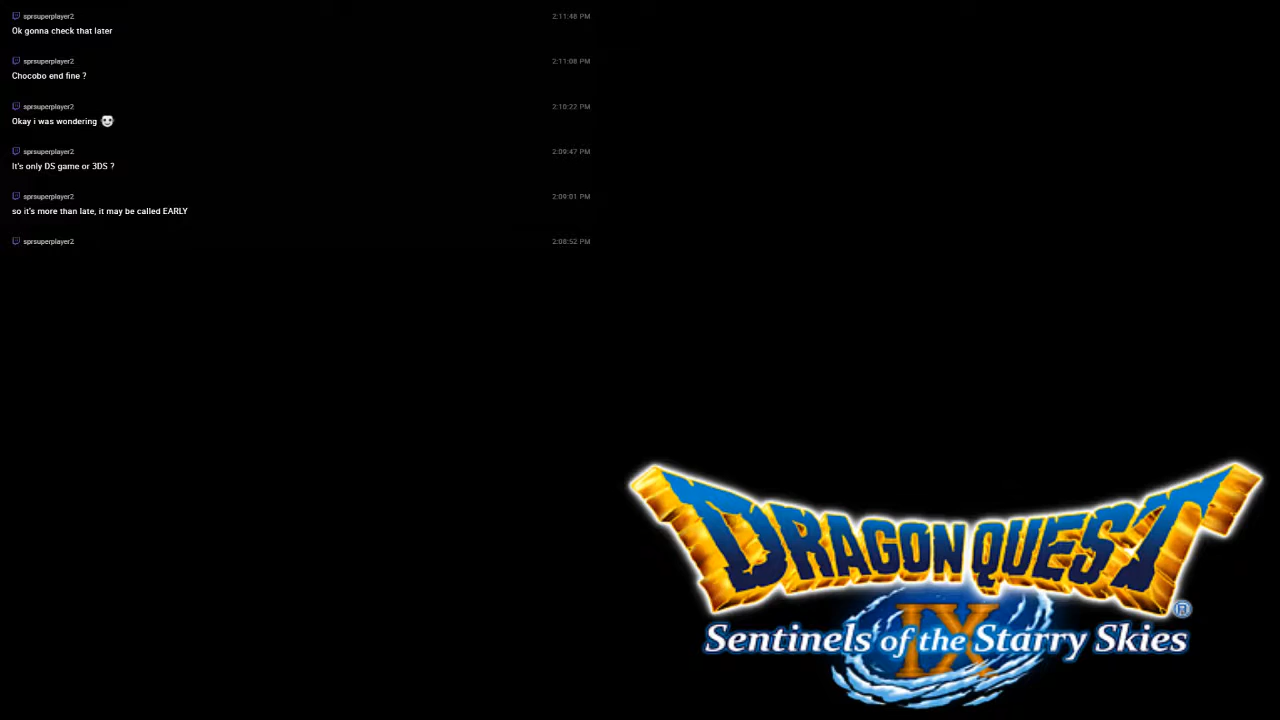 sprsuperplayer2 2:11:48 PM
Ok gonna check that later
sprsuperplayer2 2:11:08 PM
Chocobo end fine ?
sprsuperplayer2 2:10:22 PM
Okay i was wondering
sprsuperplayer2 2:09:47 PM
It's only DS game or 3DS ?
sprsuperplayer2 2:09:01 PM
so it's more than late, it may be called EARLY
sprsuperplayer2 2:08:52 PM
DRAGON QUEST
IX
®
Sentinels of the Starry Skies